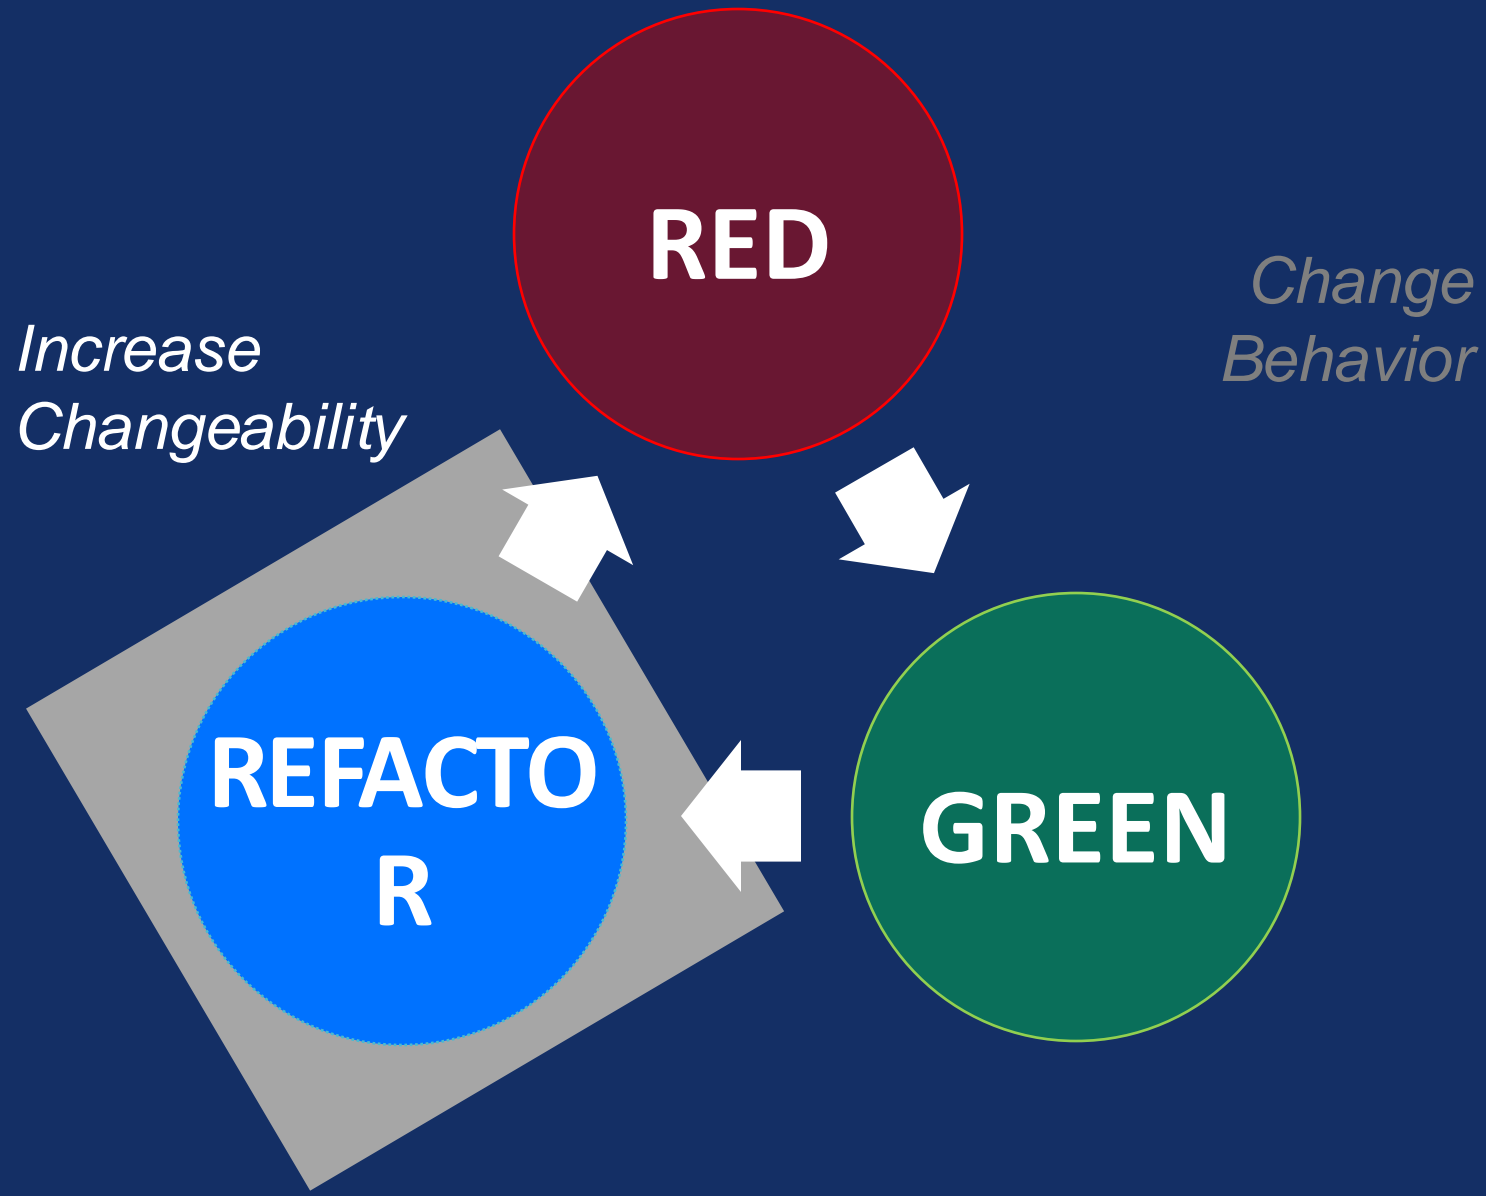 RED
Change
Behavior
Increase
Changeability
REFACTO
R
GREEN